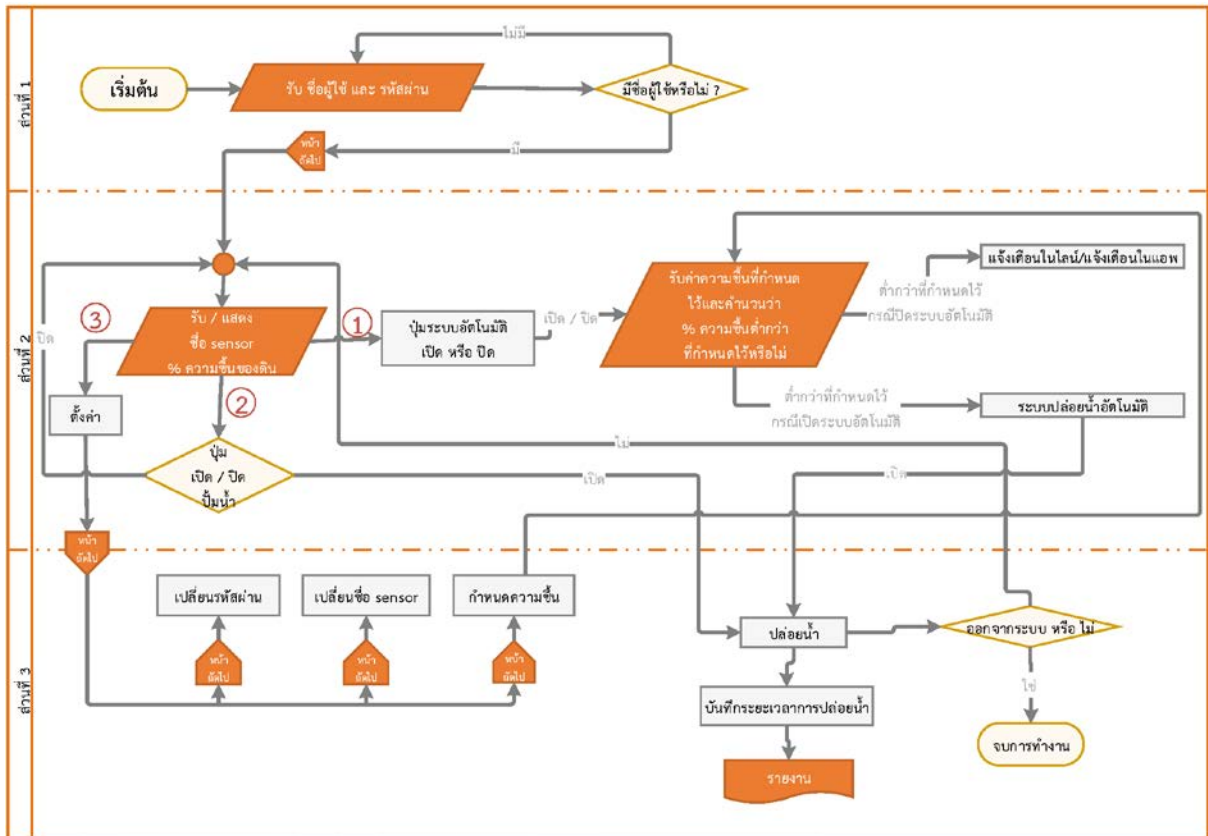 ส่วนที่ 1
ไม่มี
เริ่มต้น
รับ ชื่อผู้ใช้ และ รหัสผ่าน
มีชื่อผู้ใช้หรือไม่ ?
หน้า
ถัดไป
มี
ส่วนที่ 2
ปิด
3
รับ / แสดง
ชื่อ sensor
% ความชื้นของดิน
1
ปุ่มระบบอัตโนมัติ
เปิด หรือ ปิด
เปิด / ปิด
รับค่าความชื้นที่กำหนด
ไว้และคำนวนว่า
% ความชื้นต่ำกว่า
ที่กำหนดไว้หรือไม่
แจ้งเตือนในไลน์/แจ้งเตือนในแอพ
ต่ำกว่าที่กำหนดไว้
กรณีปิดระบบอัตโนมัติ
2
ตั้งค่า
ต่ำกว่าที่กำหนดไว้
กรณีเปิดระบบอัตโนมัติ
ระบบปล่อยน้ำอัตโนมัติ
ปุ่ม
เปิด / ปิด
ปั้มน้ำ
ไม่
เปิด
เปิด
หน้า
ถัดไป
ส่วนที่ 3
เปลี่ยนรหัสผ่าน
เปลี่ยนชื่อ sensor
กำหนดความชื้น
หน้า
ถัดไป
หน้า
ถัดไป
หน้า
ถัดไป
ปล่อยน้ำ
ออกจากระบบ หรือ ไม่
ใช่
บันทึกระยะเวลาการปล่อยน้ำ
จบการทำงาน
รายงาน